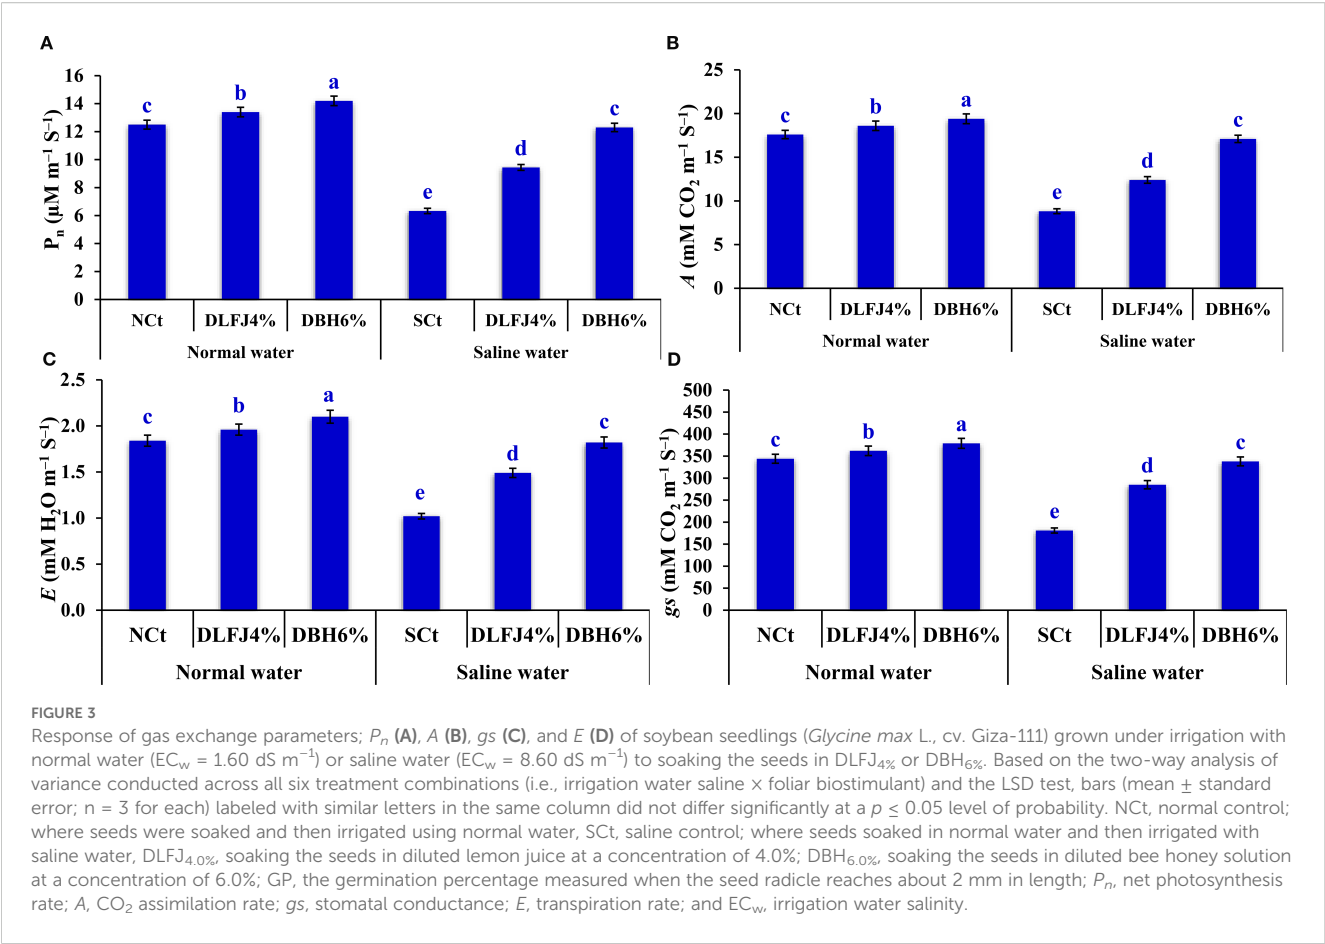 A
Pn (µM m−1 S−1)
16
14
12
10
8
6
4
2
0
c
b
a
e
d
c
NCt DLFJ4% DBH6% SCt DLFJ4% DBH6%
Normal water Saline water
B
A (mM CO2 m−1 S−1)
25
20
15
10
5
0
c
b
a
e
d
c
NCt DLFJ4% DBH6% SCt DLFJ4% DBH6%
Normal water Saline water
C
E (mM H2O m−1 S−1)
2.5
2.0
1.5
1.0
0.5
0.0
c
b
a
e
d
c
NCt DLFJ4% DBH6% SCt DLFJ4% DBH6%
Normal water Saline water
D
gs (mM CO2 m−1 S−1)
500
450
400
350
300
250
200
150
100
50
0
c
b
a
e
d
c
NCt DLFJ4% DBH6% SCt DLFJ4% DBH6%
Normal water Saline water
FIGURE 3
Response of gas exchange parameters; Pn (A), A (B), gs (C), and E (D) of soybean seedlings (Glycine max L., cv. Giza-111) grown under irrigation with
normal water (ECw = 1.60 dS m−1) or saline water (ECw = 8.60 dS m−1) to soaking the seeds in DLFJ4% or DBH6%. Based on the two-way analysis of
variance conducted across all six treatment combinations (i.e., irrigation water saline × foliar biostimulant) and the LSD test, bars (mean ± standard
error; n = 3 for each) labeled with similar letters in the same column did not differ significantly at a p ≤ 0.05 level of probability. NCt, normal control;
where seeds were soaked and then irrigated using normal water, SCt, saline control; where seeds soaked in normal water and then irrigated with
saline water, DLFJ4.0%, soaking the seeds in diluted lemon juice at a concentration of 4.0%; DBH6.0%, soaking the seeds in diluted bee honey solution
at a concentration of 6.0%; GP, the germination percentage measured when the seed radicle reaches about 2 mm in length; Pn, net photosynthesis
rate; A, CO2 assimilation rate; gs, stomatal conductance; E, transpiration rate; and ECw, irrigation water salinity.